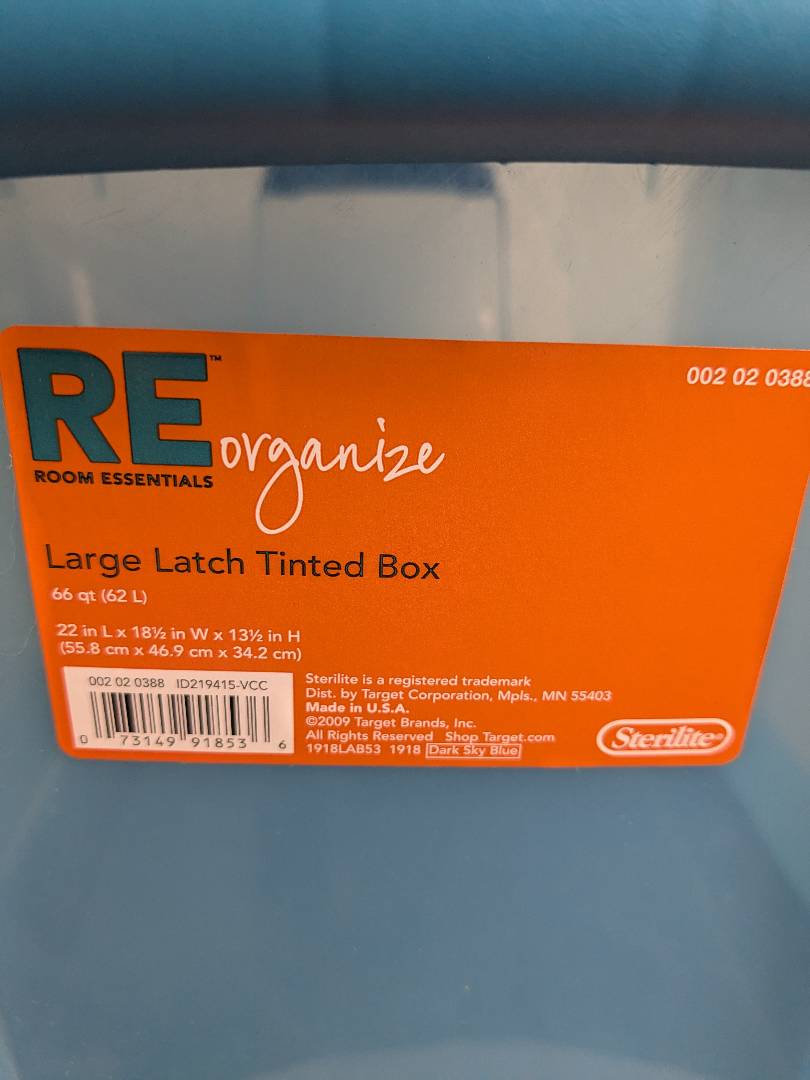 RE™
organize
ROOM ESSENTIALS
002 02 0388
Large Latch Tinted Box
66 qt (62 L)
22 in L x 18½ in W x 13½ in H
(55.8 cm x 46.9 cm x 34.2 cm)
002 02 0388 ID219415-VCC
0 73149 91853 6
Sterilite is a registered trademark
Dist. by Target Corporation, Mpls., MN 55403
Made in U.S.A.
©2009 Target Brands, Inc.
All Rights Reserved Shop Target.com
1918LAB53 1918 Dark Sky Blue
Sterilite®